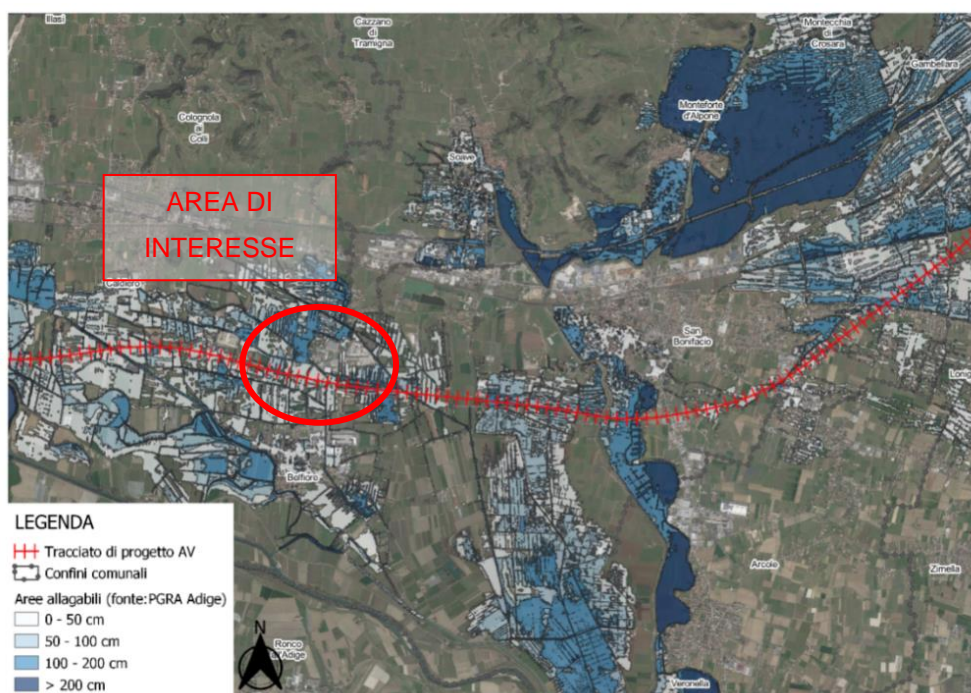 Illasi
Cazzano
di
Tramigna
Montecchia
di
Crosara
Gambellara
Colognola
ai
Colli
Monteforte
d'Alpone
Soave
AREA DI
INTERESSE
Caldiero
San
Bonifacio
Lonig
Belfiore
Arcole
Zimella
Ronco
all'Adige
Veronella
N
LEGENDA
Tracciato di progetto AV
Confini comunali
Aree allagabili (fonte:PGRA Adige)
0 - 50 cm
50 - 100 cm
100 - 200 cm
> 200 cm